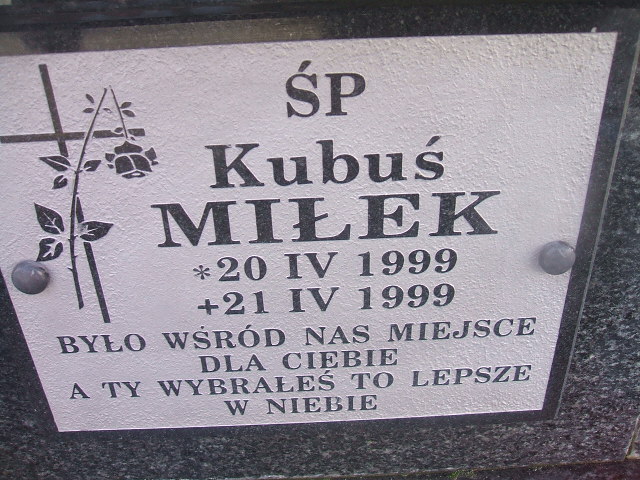 ŚP
Kubuś
MIŁEK
*20 IV 1999
+21 IV 1999
BYŁO WŚRÓD NAS MIEJSCE
DLA CIEBIE
A TY WYBRAŁEŚ TO LEPSZE
W NIEBIE